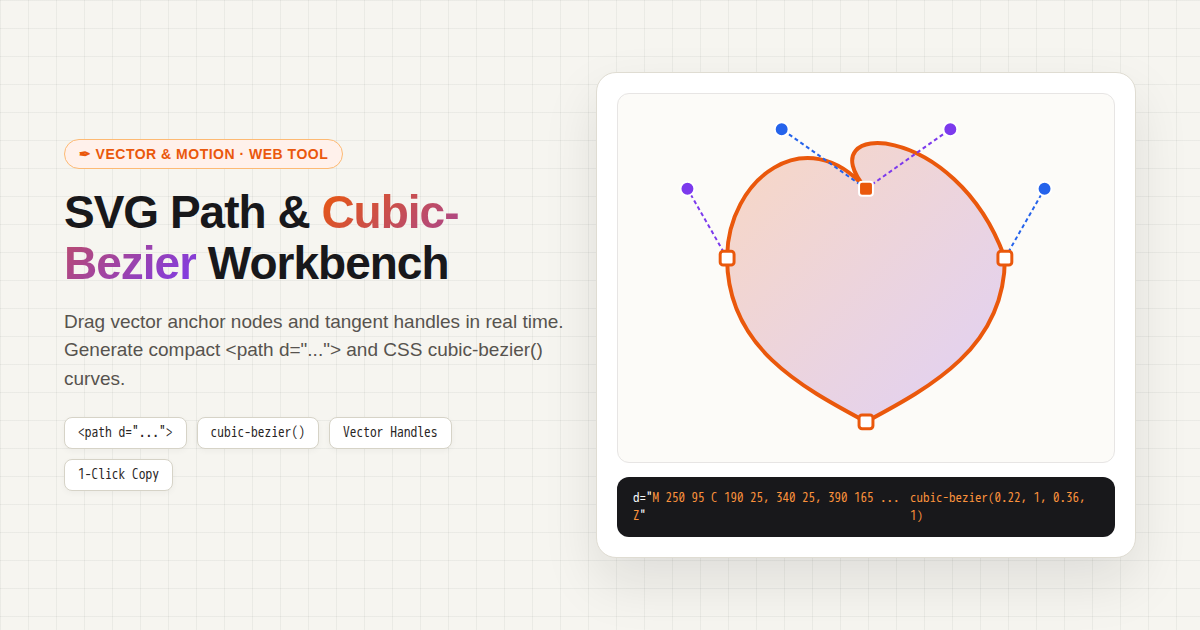 ✒ VECTOR & MOTION · WEB TOOL
SVG Path & Cubic-
Bezier Workbench
Drag vector anchor nodes and tangent handles in real time.
Generate compact <path d="..."> and CSS cubic-bezier()
curves.
<path d="...">
cubic-bezier()
Vector Handles
1-Click Copy
d="M 250 95 C 190 25, 340 25, 390 165 ...
Z"
cubic-bezier(0.22, 1, 0.36,
1)